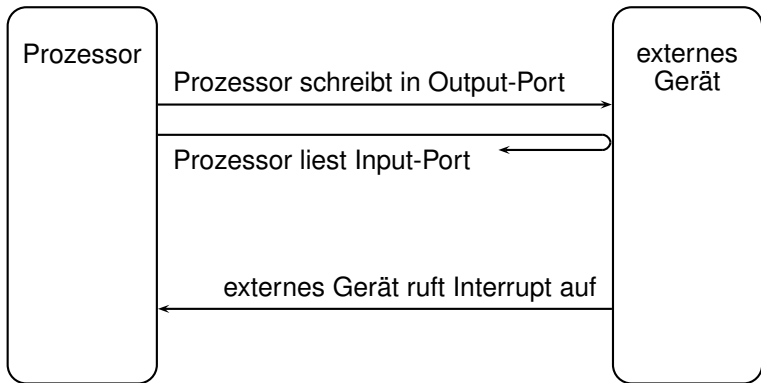 Prozessor
externes
Gerät
Prozessor schreibt in Output-Port
Prozessor liest Input-Port
externes Gerät ruft Interrupt auf